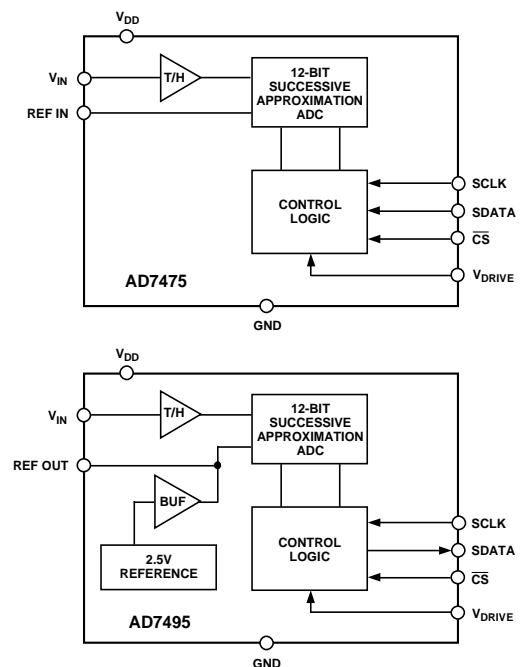 VDD
VIN
T/H
12-BIT
SUCCESSIVE
APPROXIMATION
ADC
REF IN
CONTROL
LOGIC
SCLK
SDATA
CS
VDRIVE
AD7475
GND
VDD
VIN
T/H
12-BIT
SUCCESSIVE
APPROXIMATION
ADC
REF OUT
BUF
2.5V
REFERENCE
CONTROL
LOGIC
SCLK
SDATA
CS
VDRIVE
AD7495
GND